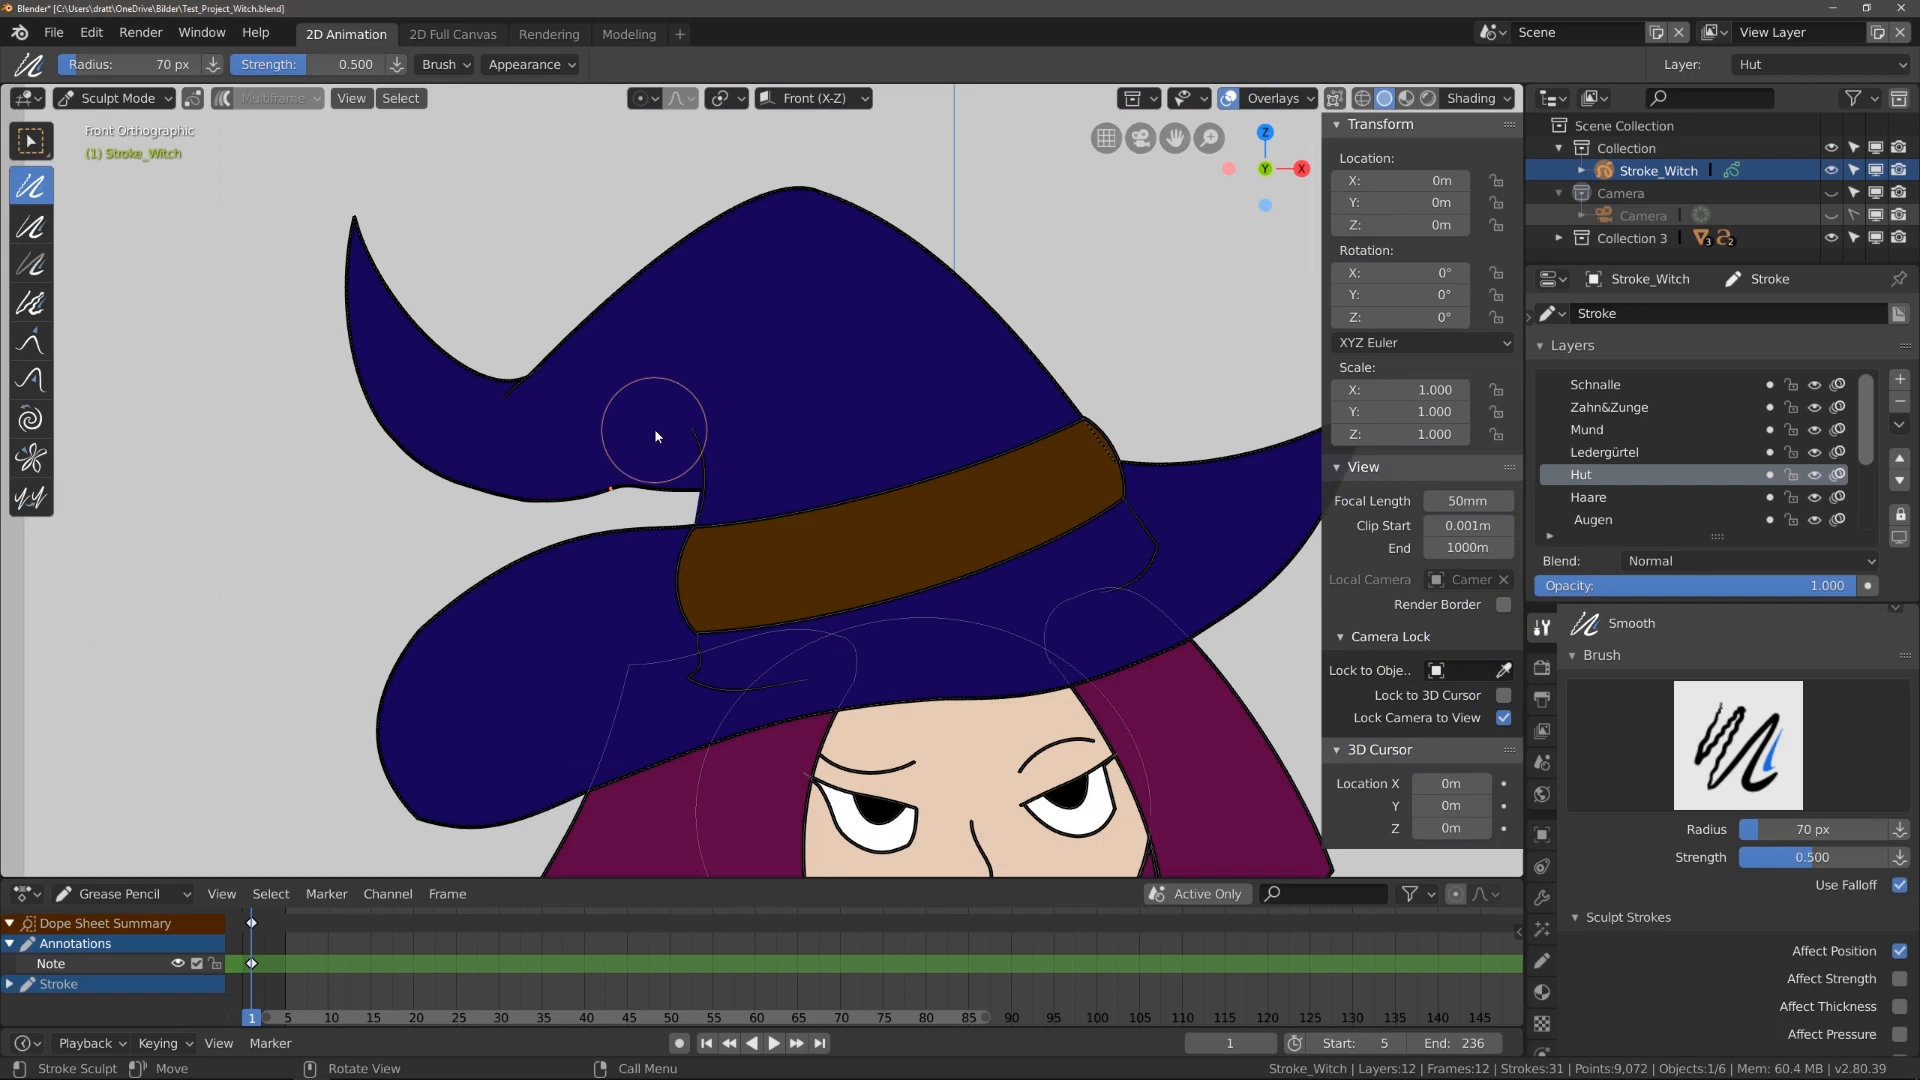 Blender* [C:\Users\dratt\OneDrive\Bilder\Test_Project_Witch.blend]
File Edit Render Window Help 2D Animation 2D Full Canvas Rendering Modeling + Scene View Layer
Radius: 70 px Strength: 0.500 Brush Appearance Layer: Hut
Sculpt Mode Multiframe View Select Front (X-Z) Overlays Shading
Front Orthographic
(1) Stroke_Witch
Z
Y
X
Transform
Location:
X: 0m
Y: 0m
Z: 0m
Rotation:
X: 0°
Y: 0°
Z: 0°
XYZ Euler
Scale:
X: 1.000
Y: 1.000
Z: 1.000
View
Focal Length 50mm
Clip Start 0.001m
End 1000m
Local Camera Camer
Render Border
Camera Lock
Lock to Obje..
Lock to 3D Cursor
Lock Camera to View
3D Cursor
Location X 0m
Y 0m
Z 0m
Scene Collection
Collection
Stroke_Witch
Camera
Camera
Collection 3 3 2
Stroke_Witch Stroke
Stroke
Layers
Schnalle
Zahn&Zunge
Mund
Ledergürtel
Hut
Haare
Augen
Blend: Normal
Opacity: 1.000
Smooth
Brush
Radius 70 px
Strength 0.500
Use Falloff
Sculpt Strokes
Affect Position
Affect Strength
Affect Thickness
Affect Pressure
Grease Pencil View Select Marker Channel Frame Active Only
Dope Sheet Summary
Annotations
Note
Stroke
1 5 10 15 20 25 30 35 40 45 50 55 60 65 70 75 80 85 90 95 100 105 110 115 120 125 130 135 140 145
Playback Keying View Marker 1 Start: 5 End: 236
Stroke Sculpt Move Rotate View Call Menu Stroke_Witch | Layers:12 | Frames:12 | Strokes:31 | Points:9,072 | Objects:1/6 | Mem: 60.4 MB | v2.80.39